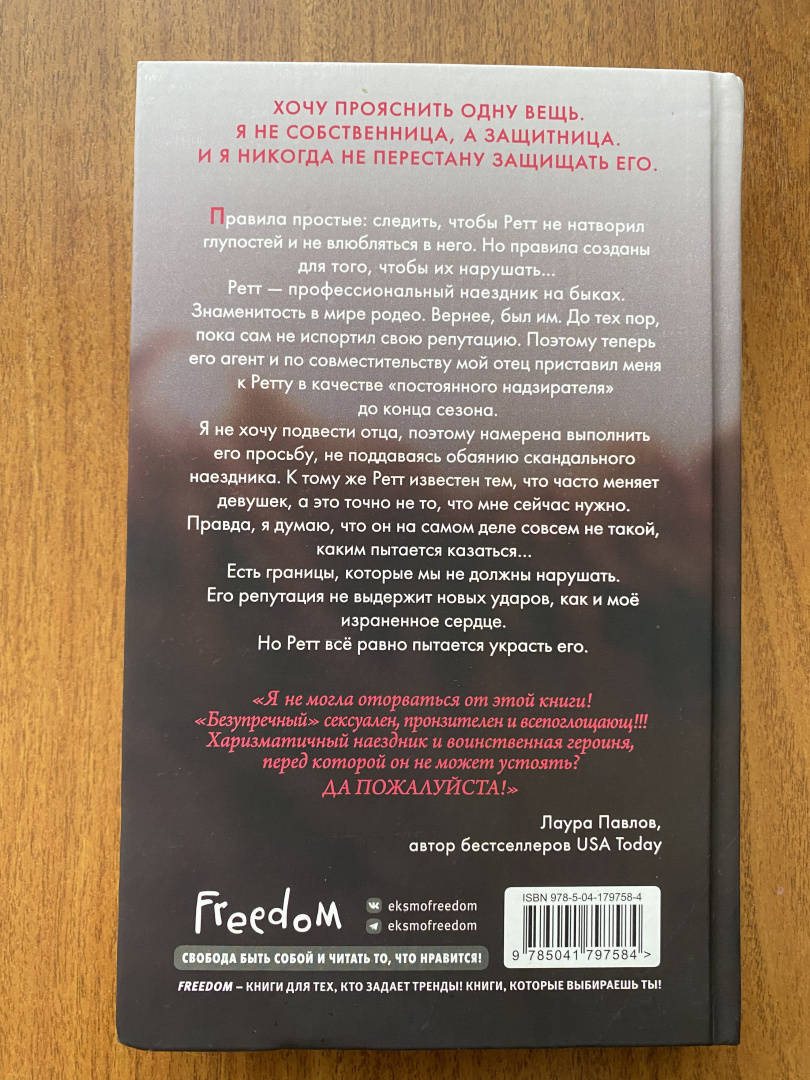 ХОЧУ ПРОЯСНИТЬ ОДНУ ВЕЩЬ.
Я НЕ СОБСТВЕННИЦА, А ЗАЩИТНИЦА.
И Я НИКОГДА НЕ ПЕРЕСТАНУ ЗАЩИЩАТЬ ЕГО.
Правила простые: следить, чтобы Ретт не натворил
глупостей и не влюбляться в него. Но правила созданы
для того, чтобы их нарушать...
Ретт — профессиональный наездник на быках.
Знаменитость в мире родео. Вернее, был им. До тех пор,
пока сам не испортил свою репутацию. Поэтому теперь
его агент и по совместительству мой отец приставил меня
к Ретту в качестве «постоянного надзирателя»
до конца сезона.
Я не хочу подвести отца, поэтому намерена выполнить
его просьбу, не поддаваясь обаянию скандального
наездника. К тому же Ретт известен тем, что часто меняет
девушек, а это точно не то, что мне сейчас нужно.
Правда, я думаю, что он на самом деле совсем не такой,
каким пытается казаться...
Есть границы, которые мы не должны нарушать.
Его репутация не выдержит новых ударов, как и моё
израненное сердце.
Но Ретт всё равно пытается украсть его.
«Я не могла оторваться от этой книги!
«Безупречный» сексуален, пронзителен и всепоглощающ!!!
Харизматичный наездник и воинственная героиня,
перед которой он не может устоять?
ДА ПОЖАЛУЙСТА!»
Лаура Павлов,
автор бестселлеров USA Today
Freedom
eksmofreedom
eksmofreedom
СВОБОДА БЫТЬ СОБОЙ И ЧИТАТЬ ТО, ЧТО НРАВИТСЯ!
FREEDOM – КНИГИ ДЛЯ ТЕХ, КТО ЗАДАЕТ ТРЕНДЫ! КНИГИ, КОТОРЫЕ ВЫБИРАЕШЬ ТЫ!
ISBN 978-5-04-179758-4
9 785041 797584 >